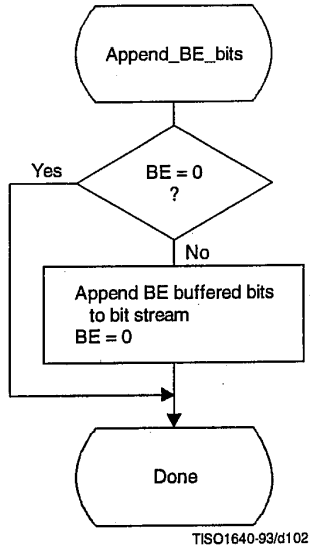 Append_BE_bits
BE = 0
?
Yes
No
Append BE buffered bits
to bit stream
BE = 0
Done
TISO1640-93/d102